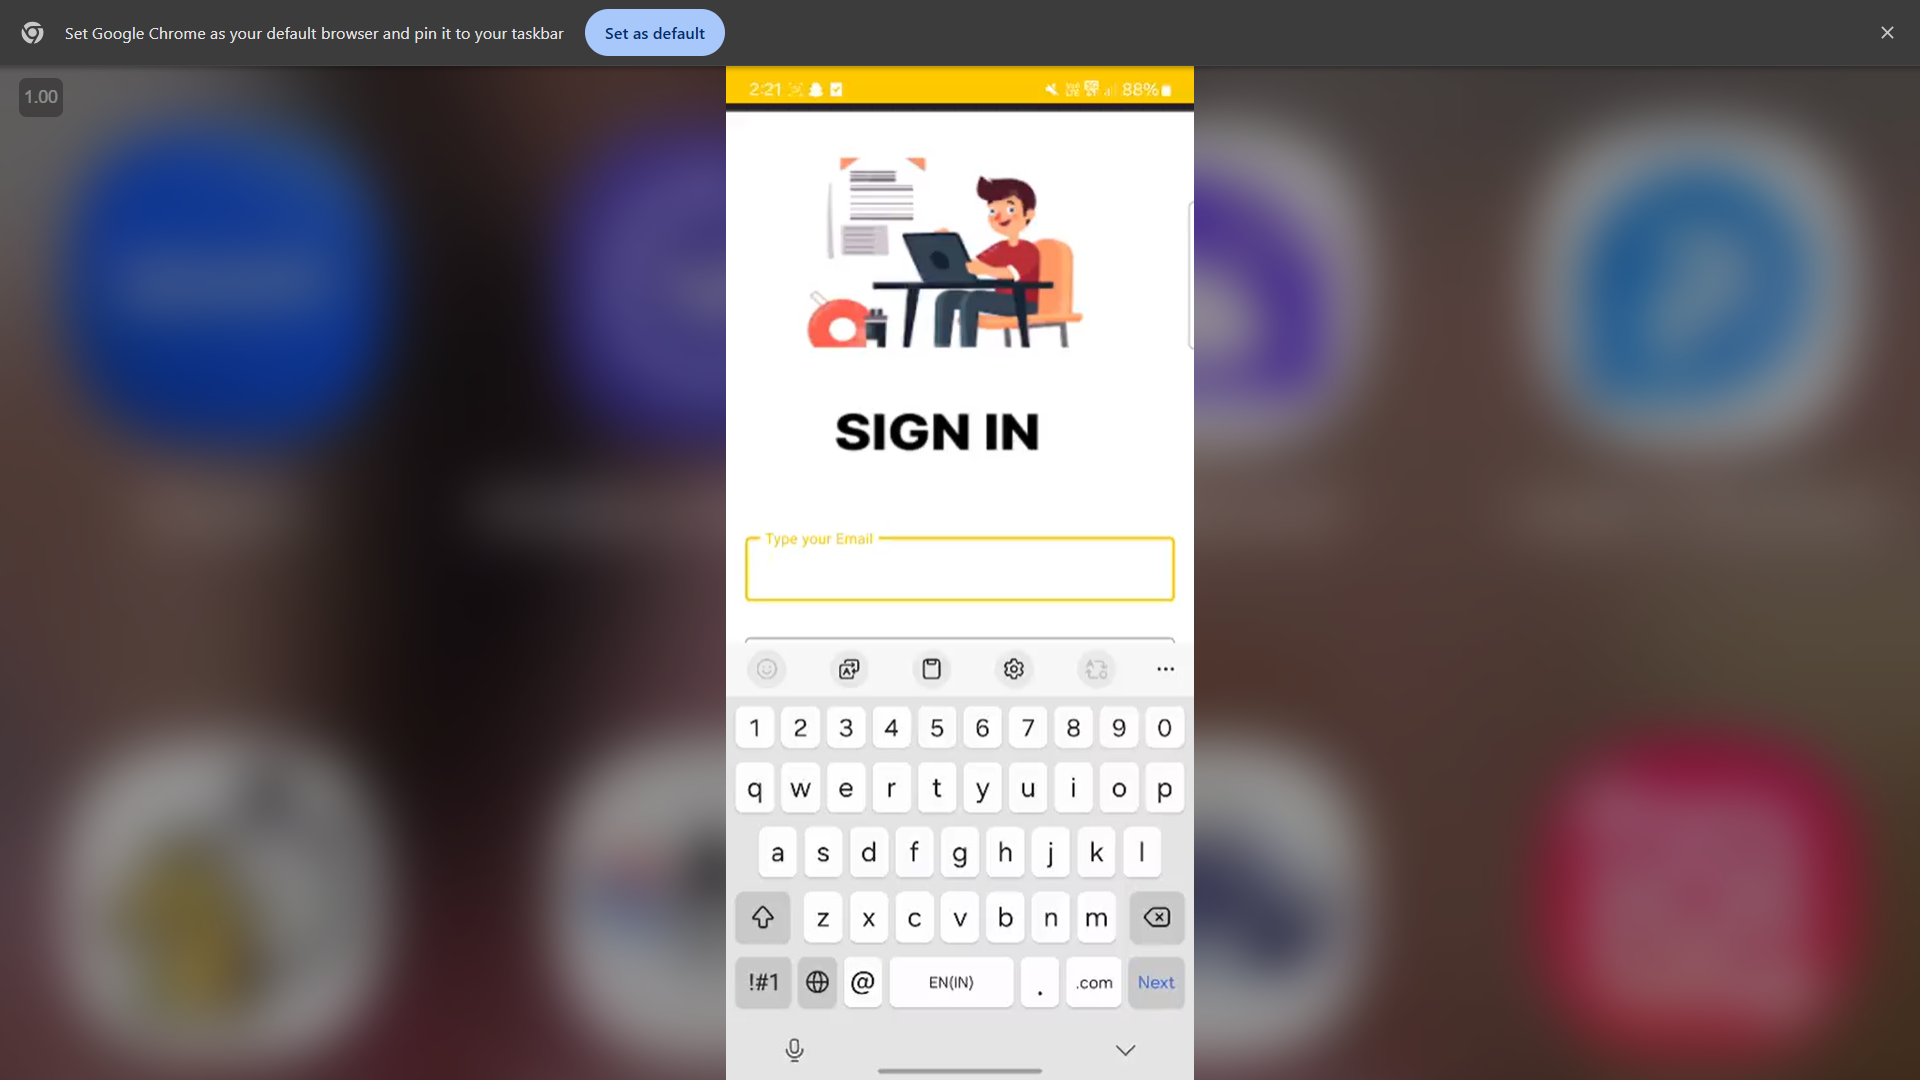 Set Google Chrome as your default browser and pin it to your taskbar
Set as default
1.00
2:21
88%
SIGN IN
Type your Email
1 2 3 4 5 6 7 8 9 0
q w e r t y u i o p
a s d f g h j k l
z x c v b n m
!#1 @ EN(IN) . .com Next